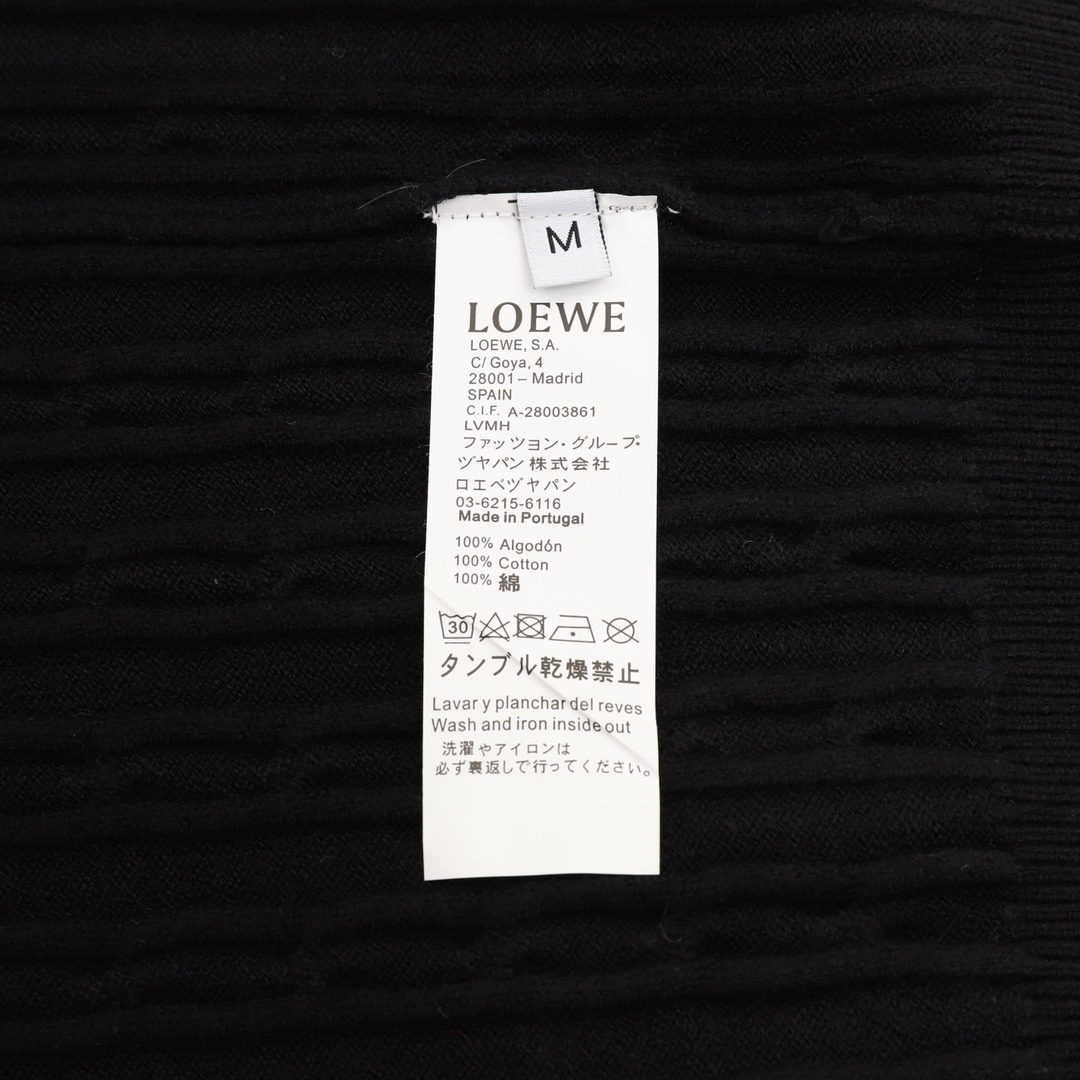 M
LOEWE
LOEWE, S.A.
C/ Goya, 4
28001 – Madrid
SPAIN
C.I.F. A-28003861
LVMH
ファッツョン・グループ・
ヅヤパン株式会社
ロエベヅヤパン
03-6215-6116
Made in Portugal
100% Algodón
100% Cotton
100% 綿
30
タンブル乾燥禁止
Lavar y planchar del reves
Wash and iron inside out
洗濯やアイロンは
必ず裏返しで行ってください。